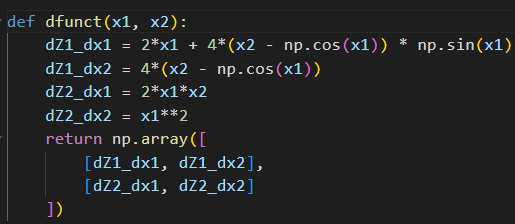 def dfunct(x1, x2):
    dZ1_dx1 = 2*x1 + 4*(x2 - np.cos(x1)) * np.sin(x1)
    dZ1_dx2 = 4*(x2 - np.cos(x1))
    dZ2_dx1 = 2*x1*x2
    dZ2_dx2 = x1**2
    return np.array([
        [dZ1_dx1, dZ1_dx2],
        [dZ2_dx1, dZ2_dx2]
    ])